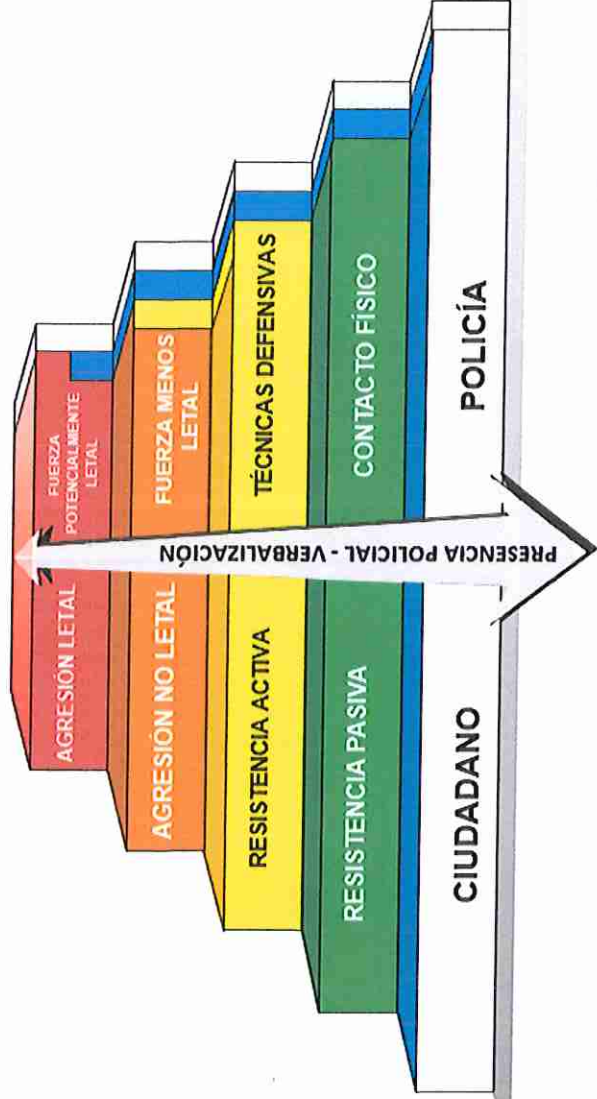 AGRESIÓN LETAL
FUERZA
POTENCIALMENTE
LETAL
AGRESIÓN NO LETAL
FUERZA MENOS
LETAL
RESISTENCIA ACTIVA
TÉCNICAS DEFENSIVAS
RESISTENCIA PASIVA
CONTACTO FÍSICO
CIUDADANO
POLICÍA
PRESENCIA POLICIAL - VERBALIZACIÓN